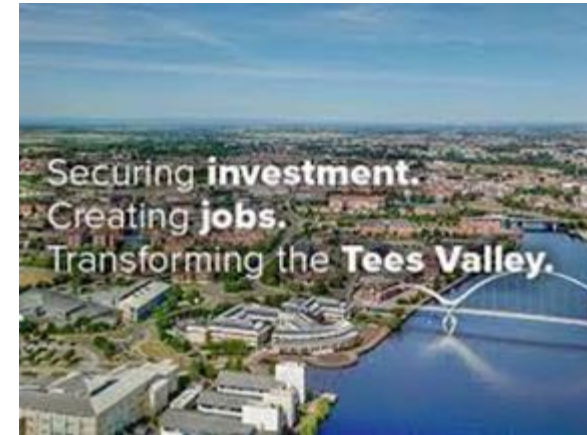 Securing investment.
Creating jobs.
Transforming the Tees Valley.